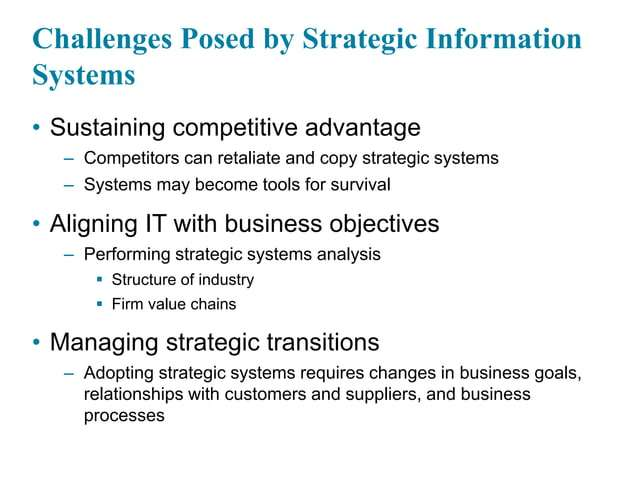 Challenges Posed by Strategic Information
Systems
• Sustaining competitive advantage
– Competitors can retaliate and copy strategic systems
– Systems may become tools for survival
• Aligning IT with business objectives
– Performing strategic systems analysis
▪ Structure of industry
▪ Firm value chains
• Managing strategic transitions
– Adopting strategic systems requires changes in business goals,
relationships with customers and suppliers, and business
processes